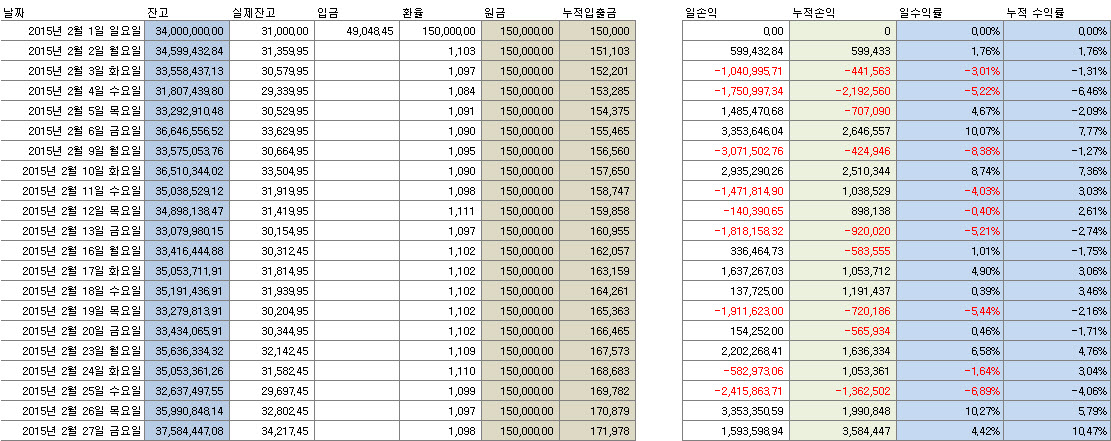 날짜 잔고 실제잔고 입금 환율 원금 누적입출금 일손익 누적손익 일수익률 누적 수익률
2015년 2월 1일 일요일 34,000,000,00 31,000,00 49,048,45 150,000,00 150,000,00 150,000 0,00 0 0,00% 0,00%
2015년 2월 2일 월요일 34,599,432,84 31,359,95 1,103 150,000,00 151,103 599,432,84 599,433 1,76% 1,76%
2015년 2월 3일 화요일 33,558,437,13 30,579,95 1,097 150,000,00 152,201 -1,040,995,71 -441,563 -3,01% -1,31%
2015년 2월 4일 수요일 31,807,439,80 29,339,95 1,084 150,000,00 153,285 -1,750,997,34 -2,192,560 -5,22% -6,46%
2015년 2월 5일 목요일 33,292,910,48 30,529,95 1,091 150,000,00 154,375 1,485,470,68 -707,090 4,67% -2,09%
2015년 2월 6일 금요일 36,646,556,52 33,629,95 1,090 150,000,00 155,465 3,353,646,04 2,646,557 10,07% 7,77%
2015년 2월 9일 월요일 33,575,053,76 30,664,95 1,095 150,000,00 156,560 -3,071,502,76 -424,946 -8,38% -1,27%
2015년 2월 10일 화요일 36,510,344,02 33,504,95 1,090 150,000,00 157,650 2,935,290,26 2,510,344 8,74% 7,36%
2015년 2월 11일 수요일 35,038,529,12 31,919,95 1,098 150,000,00 158,747 -1,471,814,90 1,038,529 -4,03% 3,03%
2015년 2월 12일 목요일 34,898,138,47 31,419,95 1,111 150,000,00 159,858 -140,390,65 898,138 -0,40% 2,61%
2015년 2월 13일 금요일 33,079,980,15 30,154,95 1,097 150,000,00 160,955 -1,818,158,32 -920,020 -5,21% -2,74%
2015년 2월 16일 월요일 33,416,444,88 30,312,45 1,102 150,000,00 162,057 336,464,73 -583,555 1,01% -1,75%
2015년 2월 17일 화요일 35,053,711,91 31,814,95 1,102 150,000,00 163,159 1,637,267,03 1,053,712 4,90% 3,06%
2015년 2월 18일 수요일 35,191,436,91 31,939,95 1,102 150,000,00 164,261 137,725,00 1,191,437 0,39% 3,46%
2015년 2월 19일 목요일 33,279,813,91 30,204,95 1,102 150,000,00 165,363 -1,911,623,00 -720,186 -5,44% -2,16%
2015년 2월 20일 금요일 33,434,065,91 30,344,95 1,102 150,000,00 166,465 154,252,00 -565,934 0,46% -1,71%
2015년 2월 23일 월요일 35,636,334,32 32,142,45 1,109 150,000,00 167,573 2,202,268,41 1,636,334 6,58% 4,76%
2015년 2월 24일 화요일 35,053,361,26 31,582,45 1,110 150,000,00 168,683 -582,973,06 1,053,361 -1,64% 3,04%
2015년 2월 25일 수요일 32,637,497,55 29,697,45 1,099 150,000,00 169,782 -2,415,863,71 -1,362,502 -6,89% -4,06%
2015년 2월 26일 목요일 35,990,848,14 32,802,45 1,097 150,000,00 170,879 3,353,350,59 1,990,848 10,27% 5,79%
2015년 2월 27일 금요일 37,584,447,08 34,217,45 1,098 150,000,00 171,978 1,593,598,94 3,584,447 4,42% 10,47%